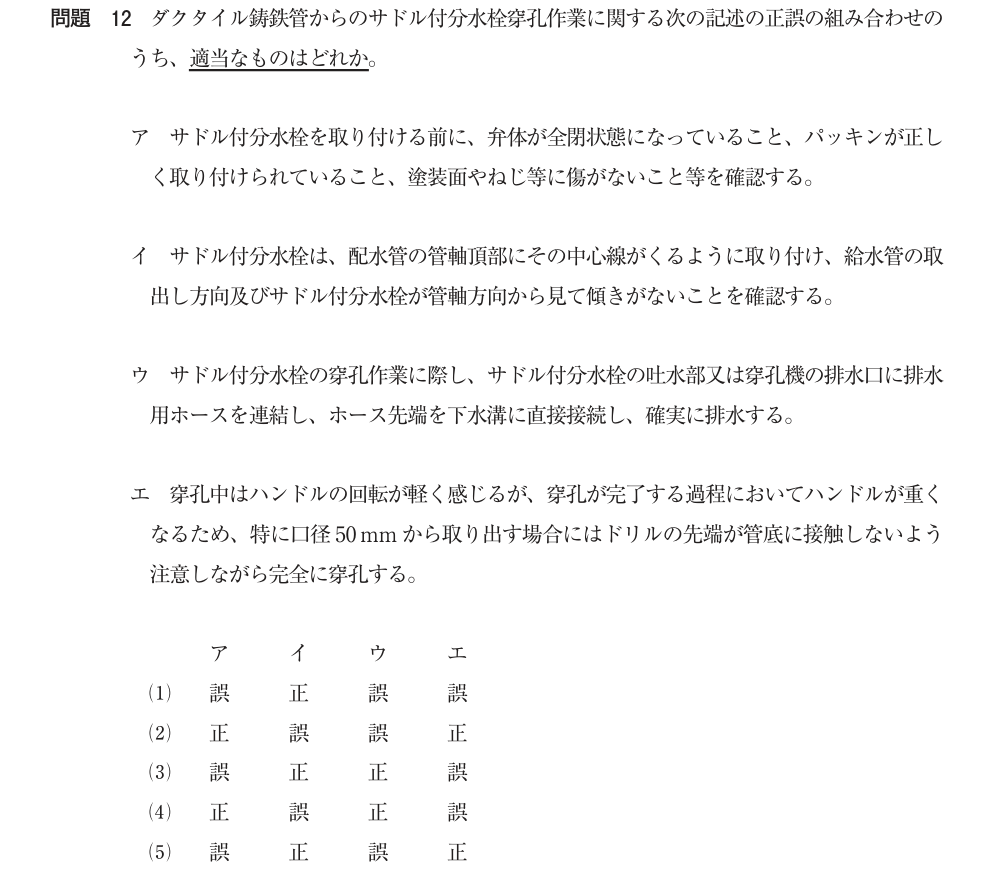 問題 12 ダクタイル鋳鉄管からのサドル付分水栓穿孔作業に関する次の記述の正誤の組み合わせの
うち、適当なものはどれか。
ア サドル付分水栓を取り付ける前に、弁体が全閉状態になっていること、パッキンが正し
く取り付けられていること、塗装面やねじ等に傷がないこと等を確認する。
イ サドル付分水栓は、配水管の管軸頂部にその中心線がくるように取り付け、給水管の取
出し方向及びサドル付分水栓が管軸方向から見て傾きがないことを確認する。
ウ サドル付分水栓の穿孔作業に際し、サドル付分水栓の吐水部又は穿孔機の排水口に排水
用ホースを連結し、ホース先端を下水溝に直接接続し、確実に排水する。
エ 穿孔中はハンドルの回転が軽く感じるが、穿孔が完了する過程においてハンドルが重く
なるため、特に口径 50 mm から取り出す場合にはドリルの先端が管底に接触しないよう
注意しながら完全に穿孔する。
ア イ ウ エ
(1) 誤 正 誤 誤
(2) 正 誤 誤 正
(3) 誤 正 正 誤
(4) 正 誤 正 誤
(5) 誤 正 誤 正